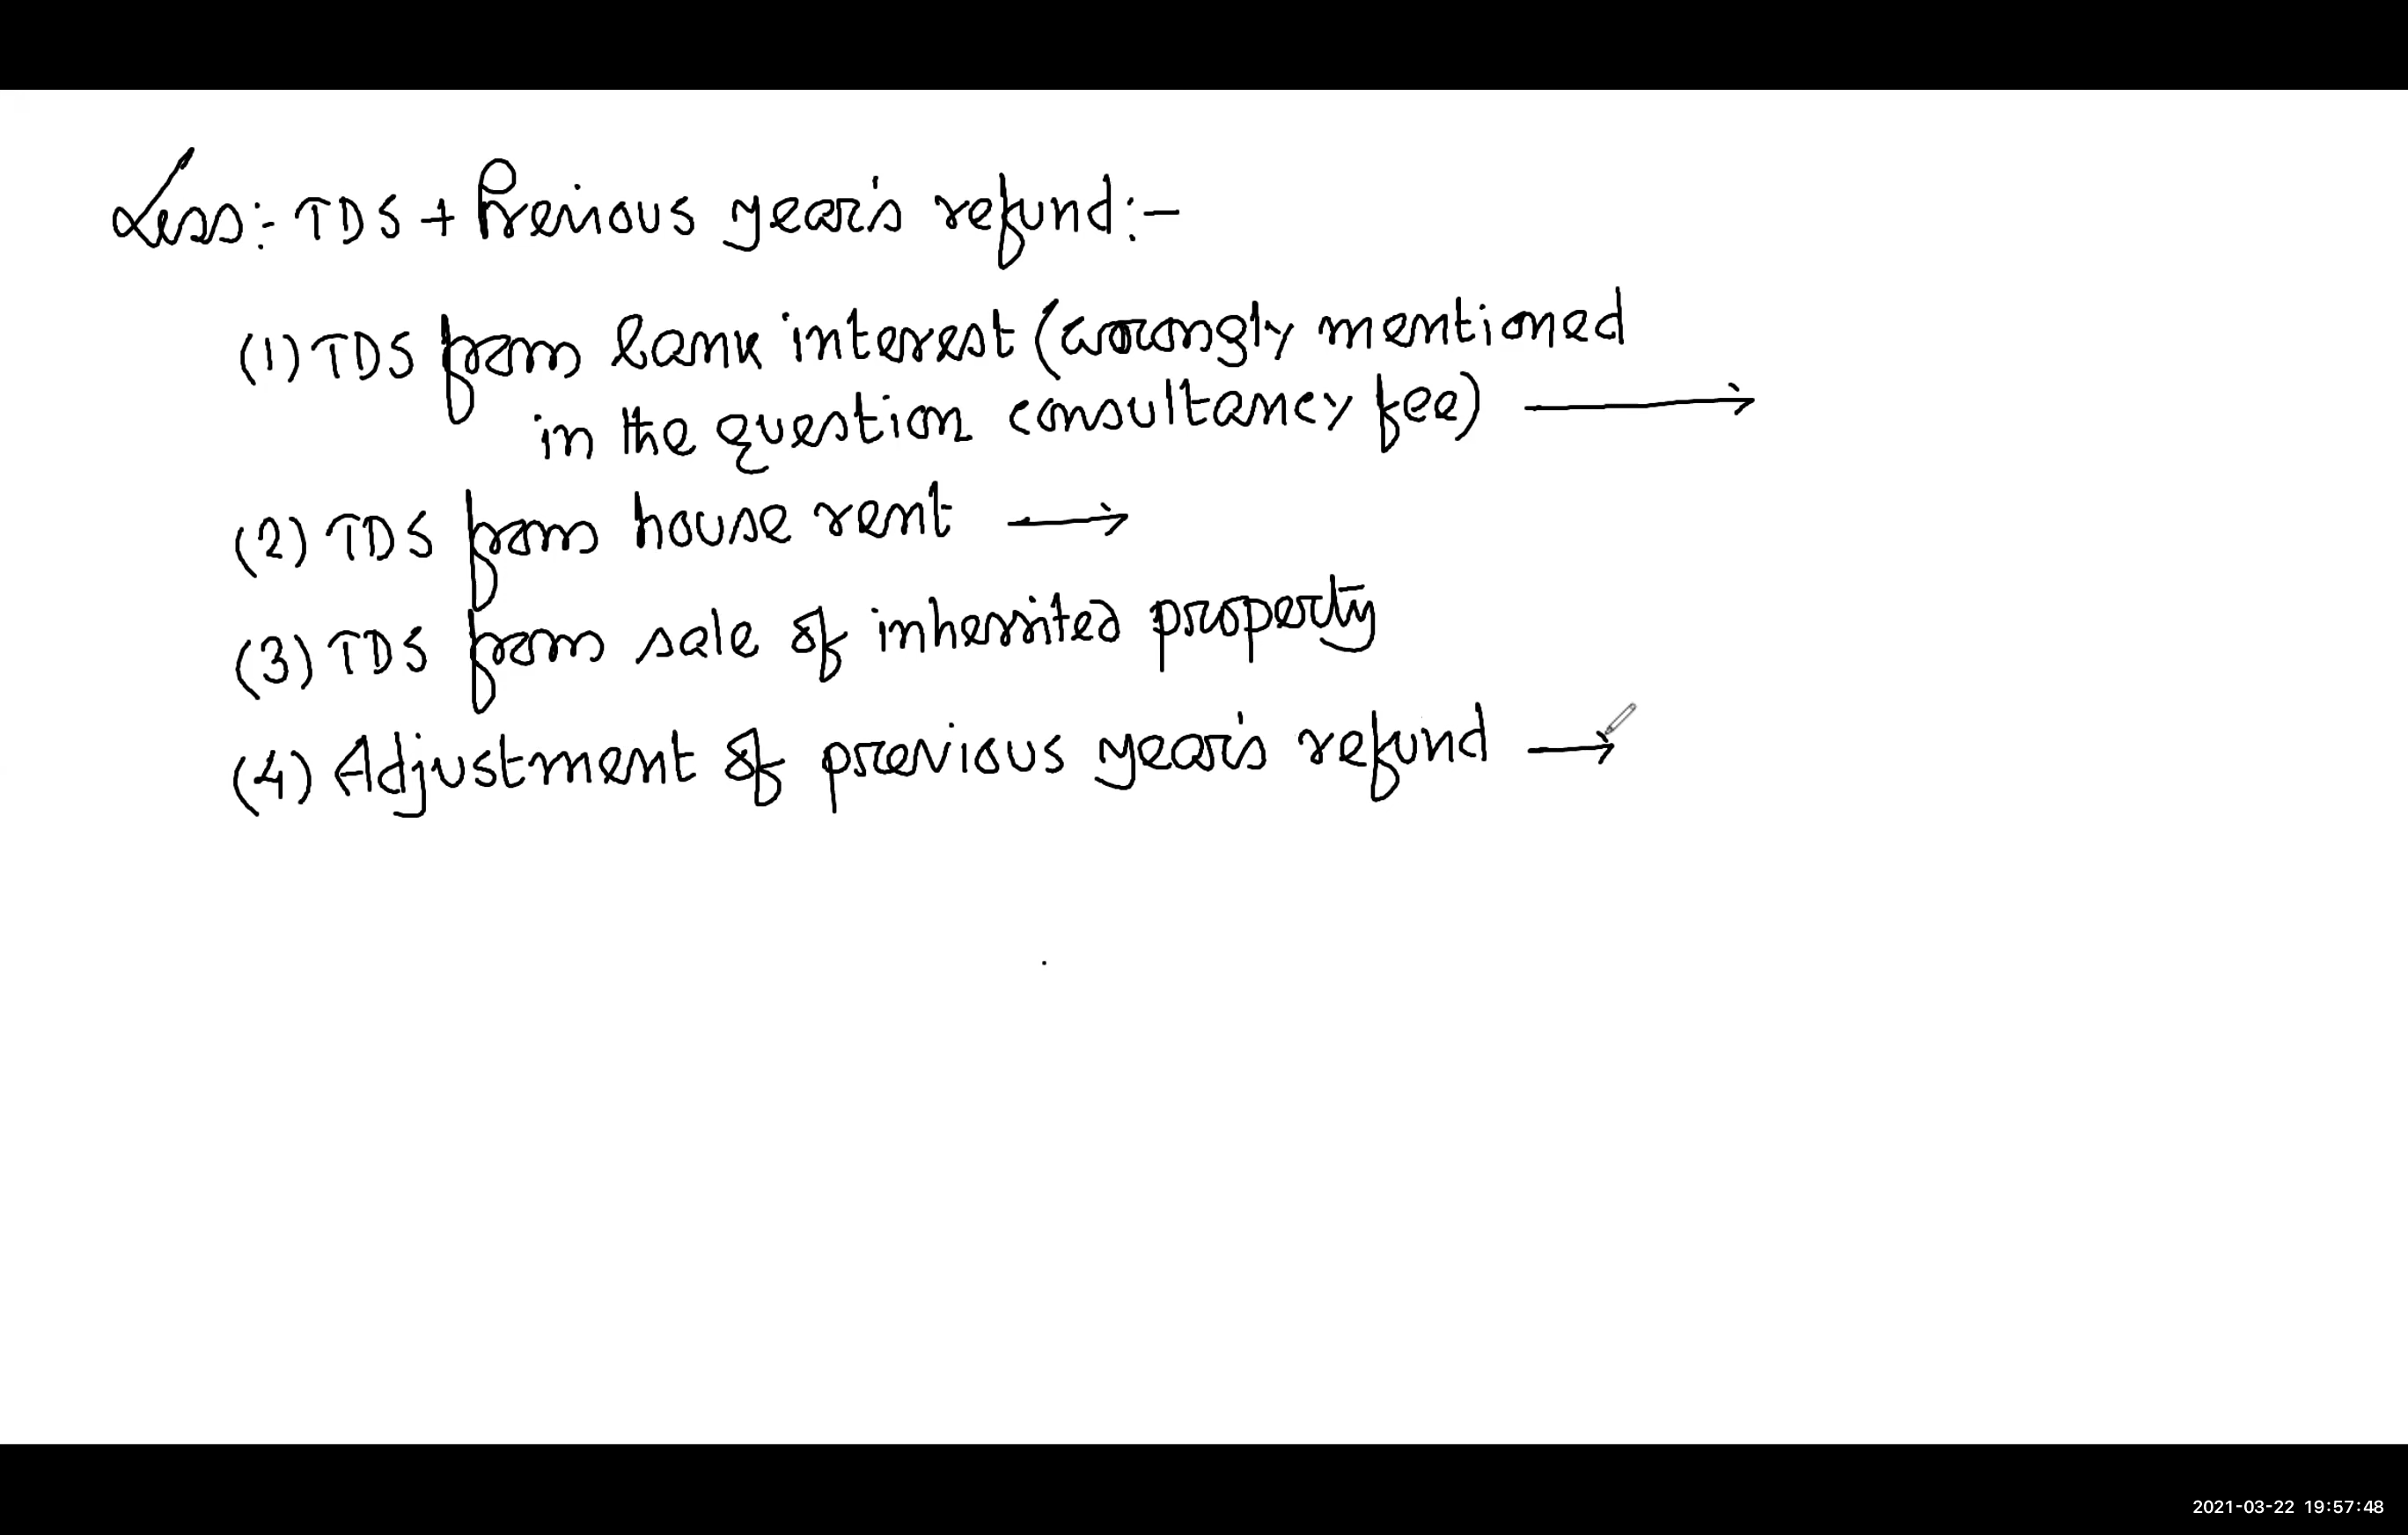 Less:- TDS + Previous year's refund:-
(1) TDS from bank interest (wrongly mentioned
in the question consultancy fee) →
(2) TDS from house rent →
(3) TDS from sale of inherited property
(4) Adjustment of previous year's refund →
2021-03-22 19:57:48